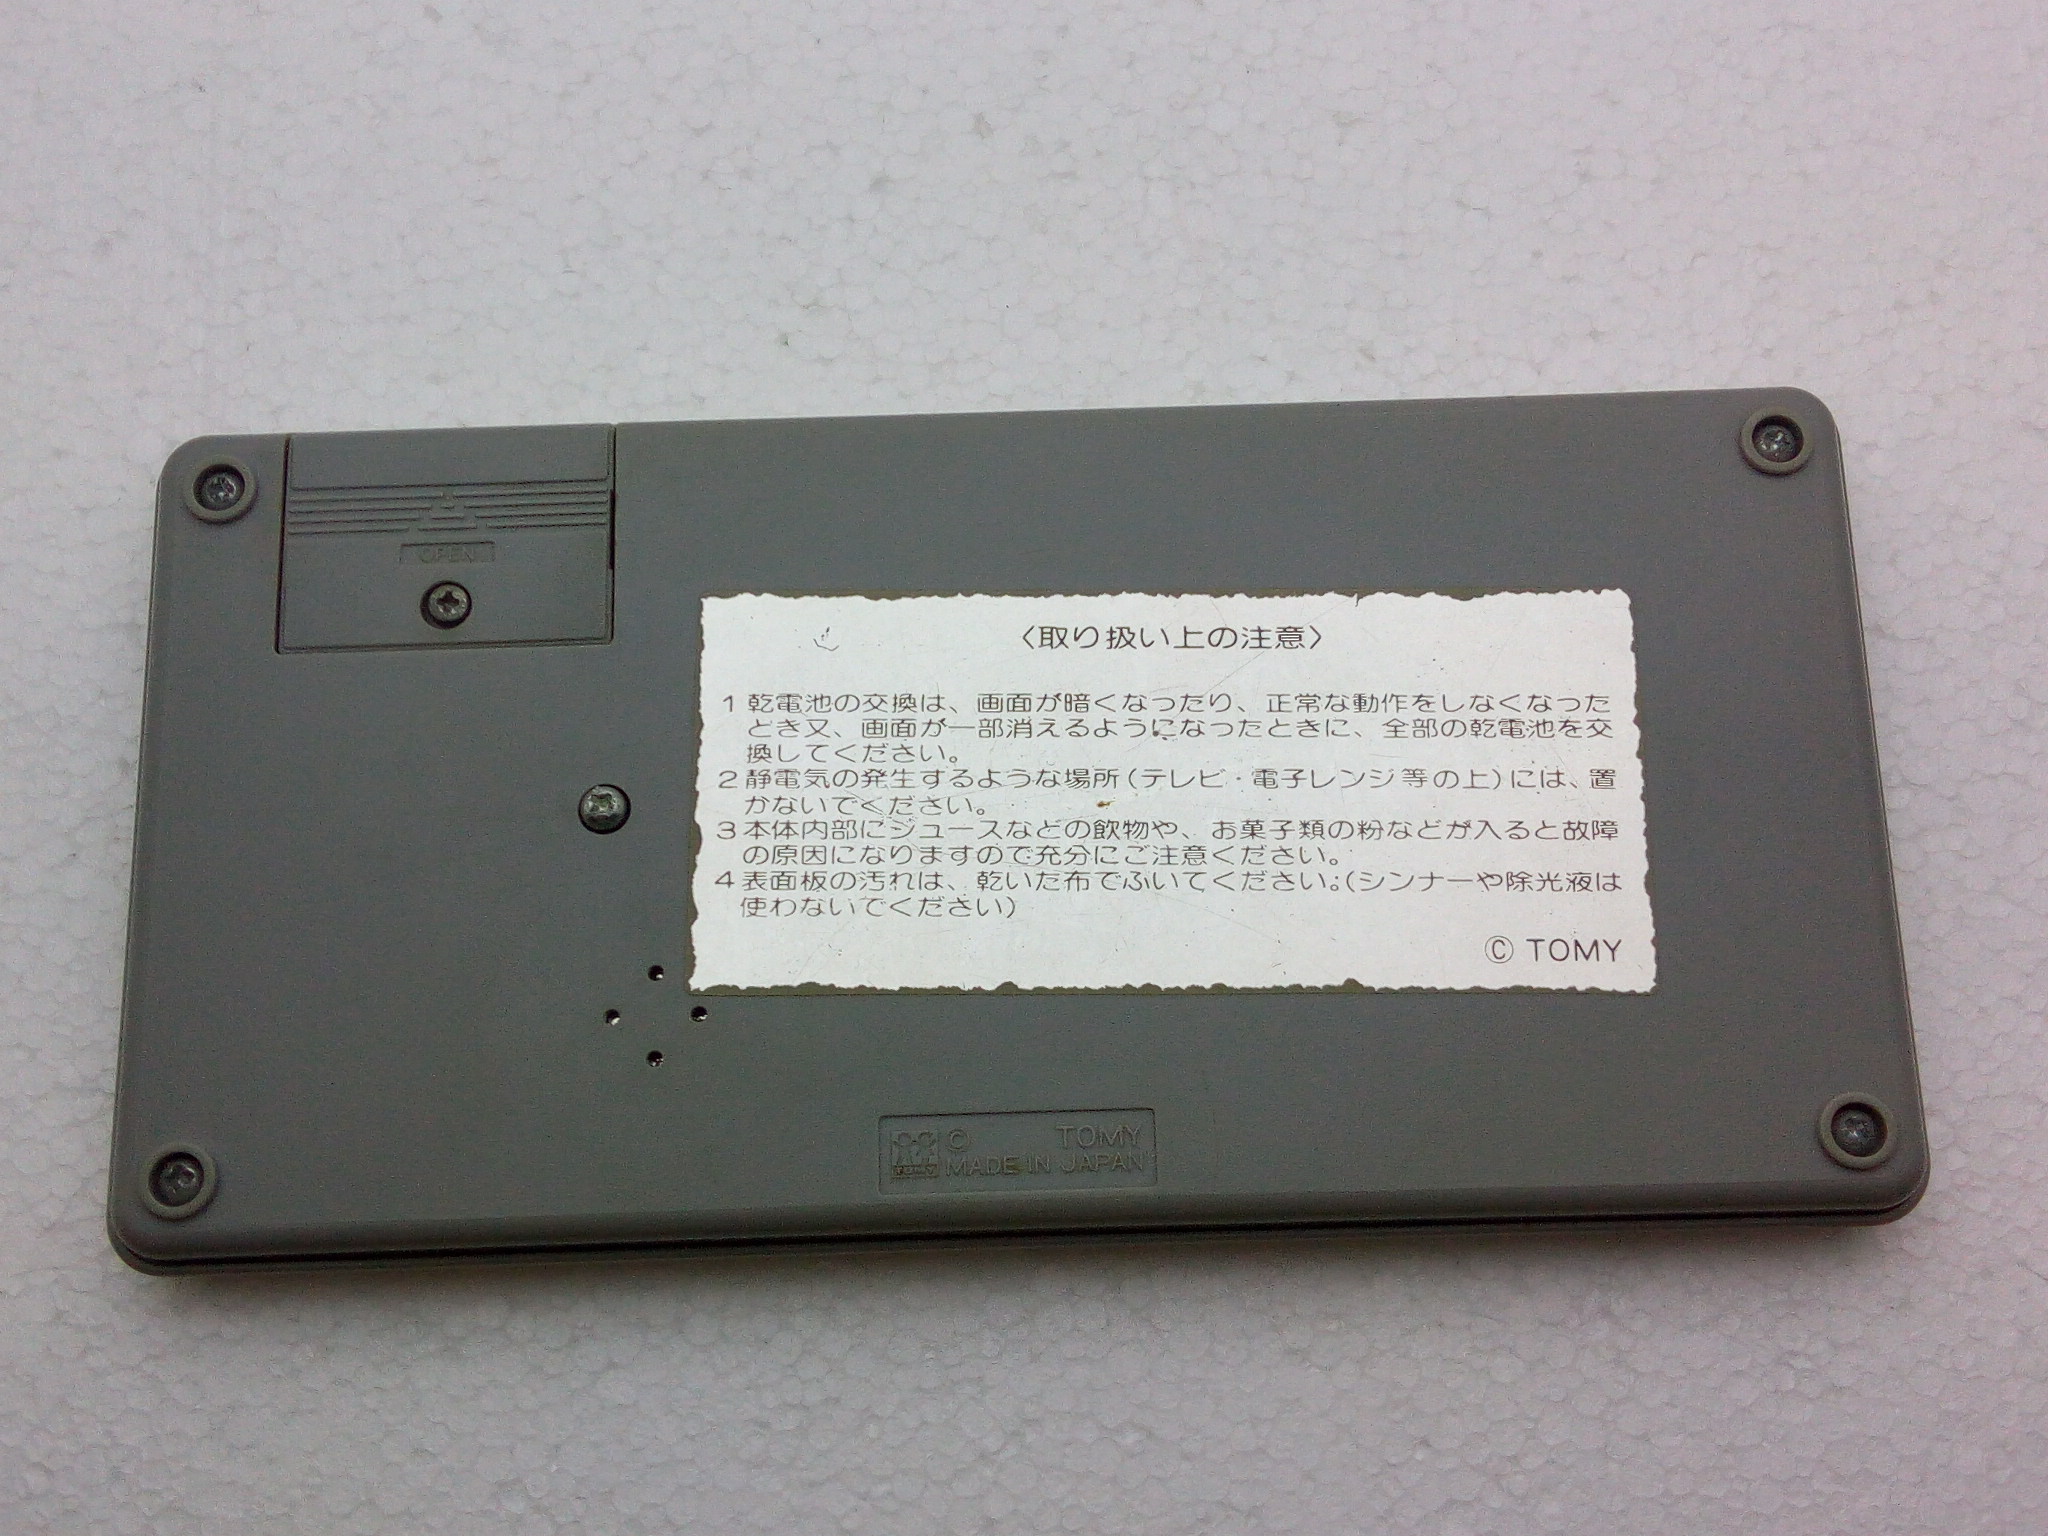 OPEN
〈取り扱い上の注意〉
1 乾電池の交換は、画面が暗くなったり、正常な動作をしなくなった
とき又、画面が一部消えるようになったときに、全部の乾電池を交
換してください。
2 静電気の発生するような場所(テレビ・電子レンジ等の上)には、置
かないでください。
3 本体内部にジュースなどの飲物や、お菓子類の粉などが入ると故障
の原因になりますので充分にご注意ください。
4 表面板の汚れは、乾いた布でふいてください。(シンナーや除光液は
使わないでください)
© TOMY
TOMY © TOMY
MADE IN JAPAN